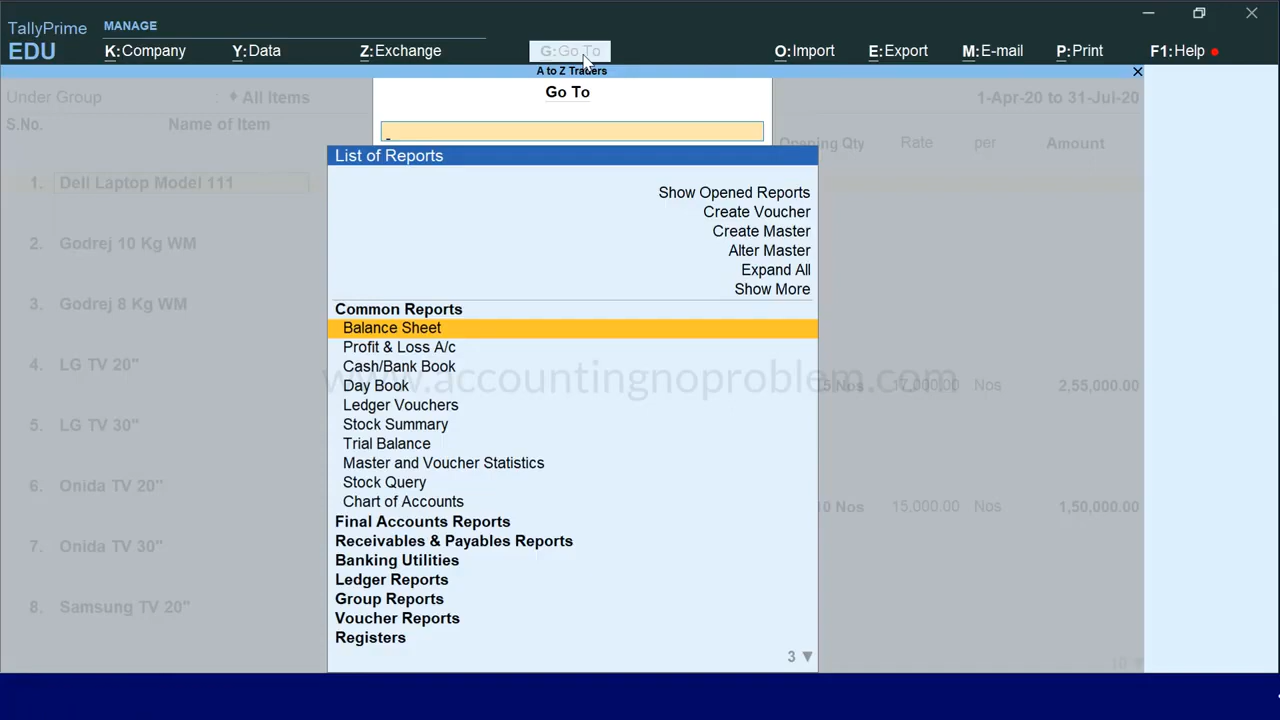 TallyPrime
EDU
MANAGE
K:Company
Y:Data
Z:Exchange
G:Go To
O:Import
E:Export
M:E-mail
P:Print
F1:Help
A to Z Traders
Under Group : ♦ All Items
1-Apr-20 to 31-Jul-20
S.No. Name of Item
Opening Qty Rate per Amount
1. Dell Laptop Model 111
2. Godrej 10 Kg WM
3. Godrej 8 Kg WM
4. LG TV 20"
5 Nos 17,000.00 Nos 2,55,000.00
5. LG TV 30"
6. Onida TV 20"
0 Nos 15,000.00 Nos 1,50,000.00
7. Onida TV 30"
8. Samsung TV 20"
10
Go To
List of Reports
Show Opened Reports
Create Voucher
Create Master
Alter Master
Expand All
Show More
Common Reports
Balance Sheet
Profit & Loss A/c
Cash/Bank Book
Day Book
Ledger Vouchers
Stock Summary
Trial Balance
Master and Voucher Statistics
Stock Query
Chart of Accounts
Final Accounts Reports
Receivables & Payables Reports
Banking Utilities
Ledger Reports
Group Reports
Voucher Reports
Registers
3 ▼
www.accountingnoproblem.com